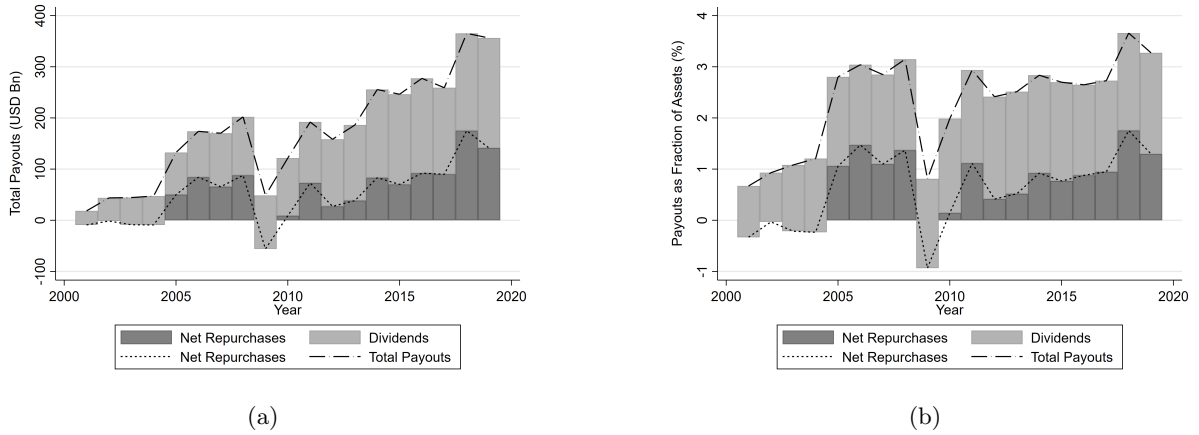 Total Payouts (USD Bn)
400
300
200
100
0
-100
2000 2005 2010 2015 2020
Year
Net Repurchases Dividends
Net Repurchases Total Payouts
(a)
Payouts as Fraction of Assets (%)
4
3
2
1
0
-1
2000 2005 2010 2015 2020
Year
Net Repurchases Dividends
Net Repurchases Total Payouts
(b)